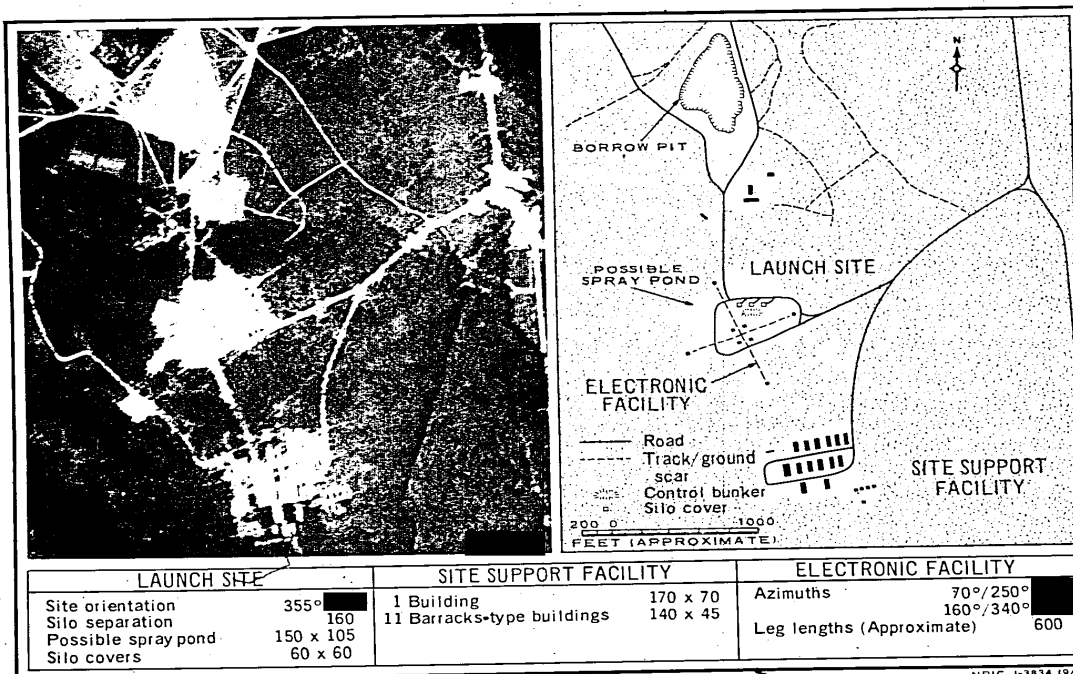 N
BORROW PIT
POSSIBLE
SPRAY POND
LAUNCH SITE
ELECTRONIC
FACILITY
Road
Track/ground
scar
Control bunker
Silo cover
200 0 1000
FEET (APPROXIMATE)
SITE SUPPORT
FACILITY
LAUNCH SITE
Site orientation 355°
Silo separation 160
Possible spray pond 150 x 105
Silo covers 60 x 60
SITE SUPPORT FACILITY
1 Building 170 x 70
11 Barracks-type buildings 140 x 45
ELECTRONIC FACILITY
Azimuths 70°/250°
160°/340°
Leg lengths (Approximate) 600
NPIC J-3834 (9/